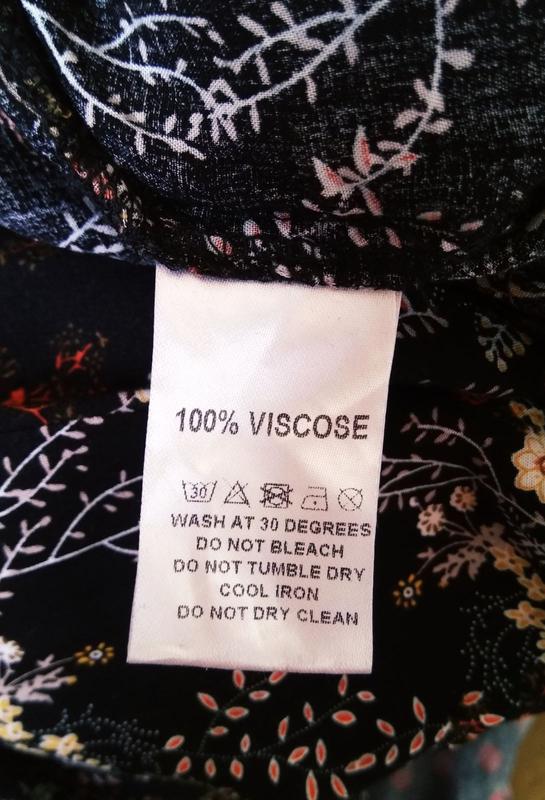 100% VISCOSE
30
WASH AT 30 DEGREES
DO NOT BLEACH
DO NOT TUMBLE DRY
COOL IRON
DO NOT DRY CLEAN